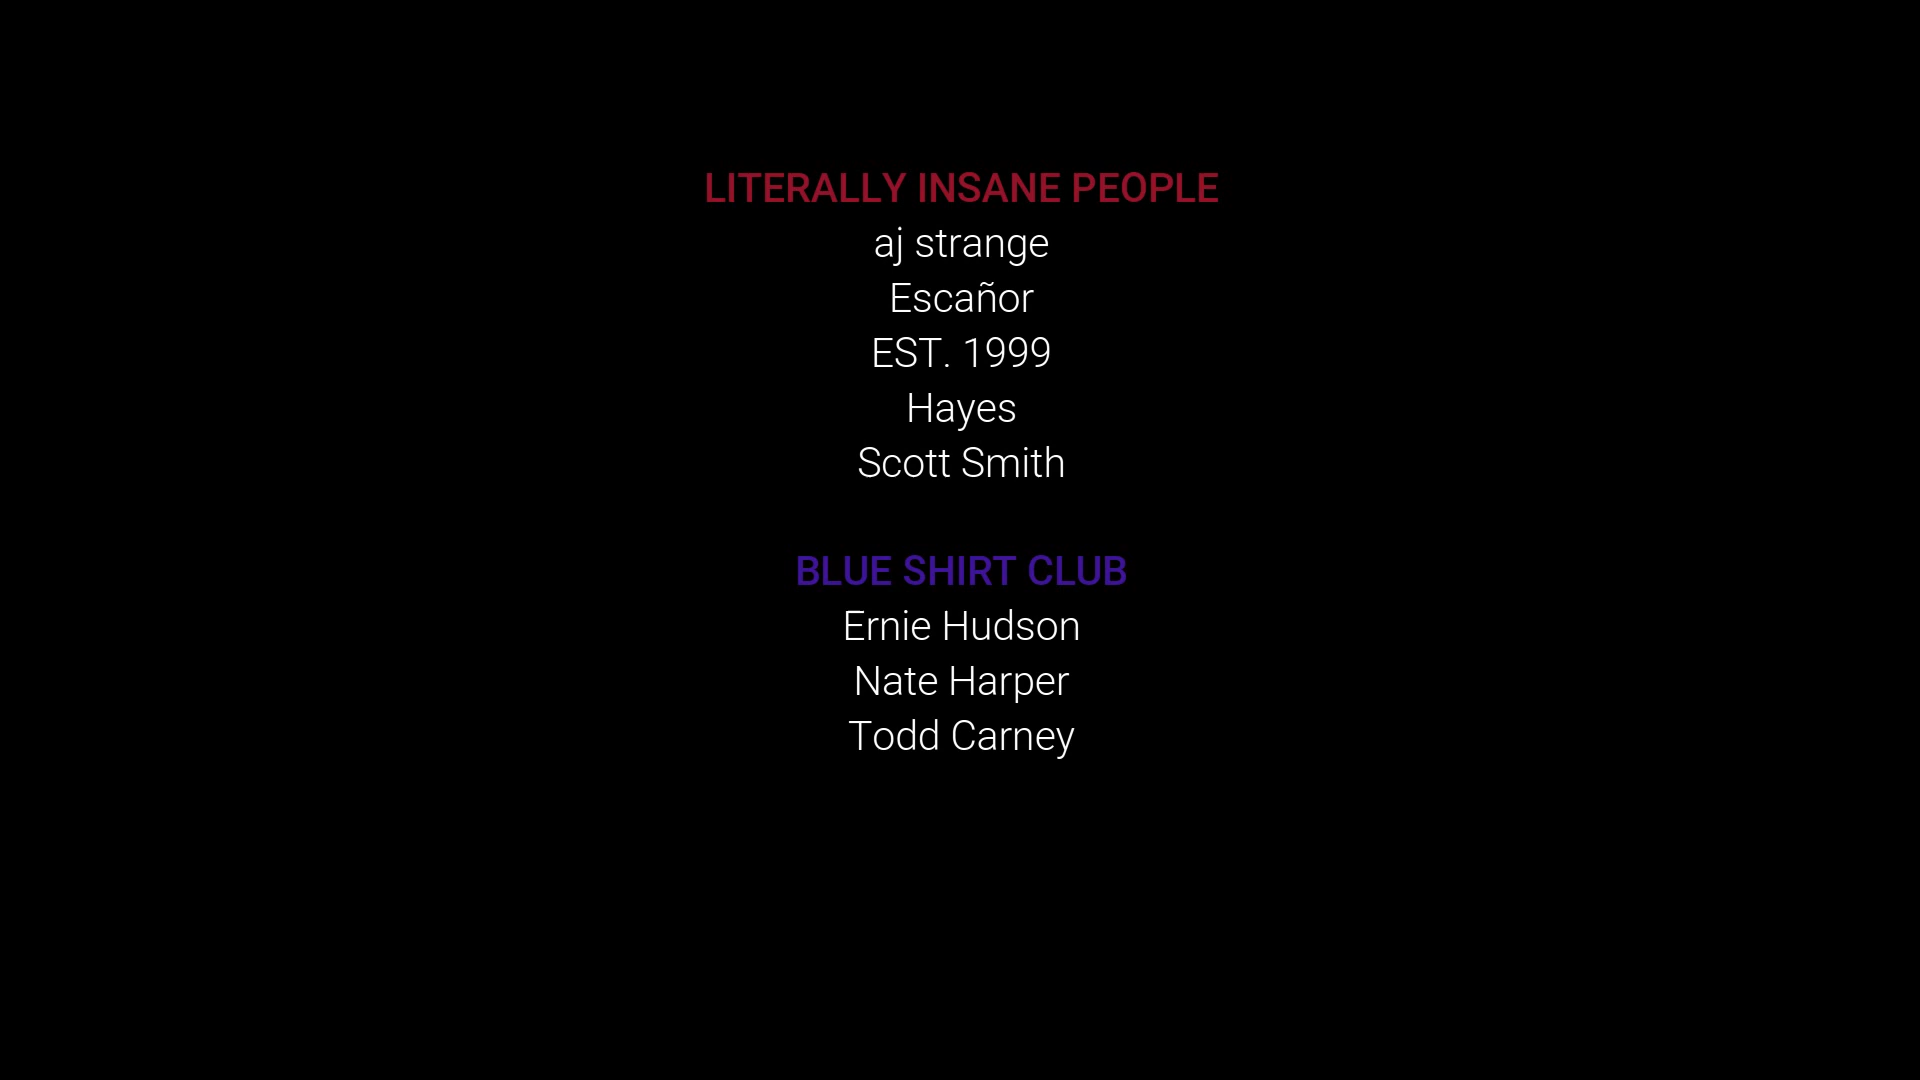 LITERALLY INSANE PEOPLE
aj strange
Escañor
EST. 1999
Hayes
Scott Smith
BLUE SHIRT CLUB
Ernie Hudson
Nate Harper
Todd Carney